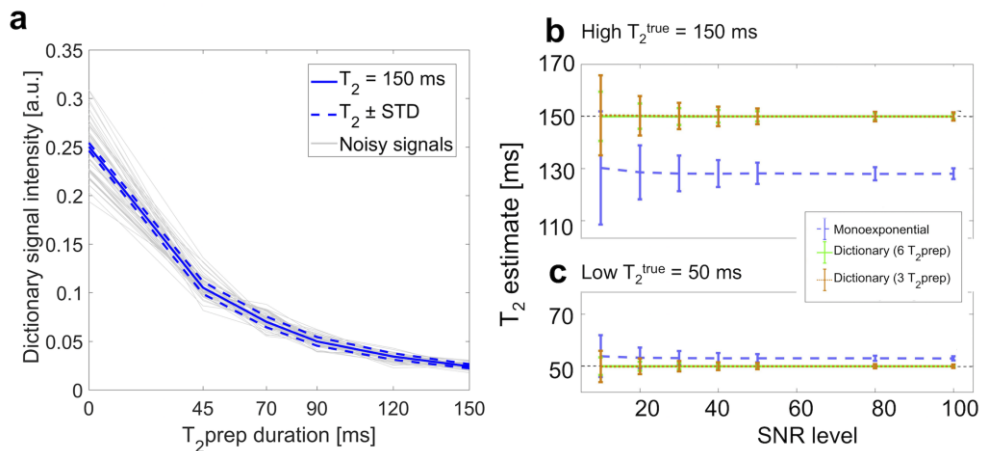 a
0.35
0.3
0.25
0.2
0.15
0.1
0.05
0
Dictionary signal intensity [a.u.]
T₂ = 150 ms
T₂ ± STD
Noisy signals
0 45 70 90 120 150
T₂prep duration [ms]
b High T₂ᵗʳᵘᵉ = 150 ms
170
150
130
110
T₂ estimate [ms]
Monoexponential
Dictionary (6 T₂prep)
Dictionary (3 T₂prep)
c Low T₂ᵗʳᵘᵉ = 50 ms
70
50
20 40 60 80 100
SNR level